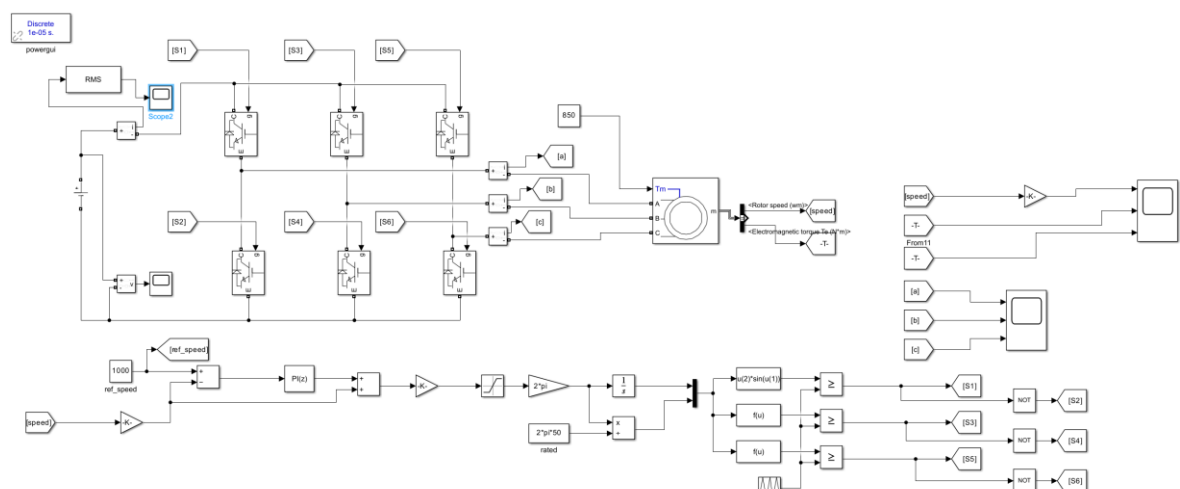 Discrete
1e-05 s.
powergui
[S1]
[S3]
[S5]
RMS
Scope2
+
i
-
C
g
E
C
g
E
C
g
E
850
[a]
[b]
[c]
+
i
-
+
i
-
+
i
-
Tm
A
B
C
m
<Rotor speed (wm)>
[speed]
<Electromagnetic torque Te (N*m)>
-T-
[speed]
-K-
-T-
From11
-T-
[S2]
[S4]
[S6]
C
g
E
C
g
E
C
g
E
+
+
-
v
[a]
[b]
[c]
[ref_speed]
1000
ref_speed
+
−
PI(z)
+
+
-K-
2*pi
1
s
u(2)*sin(u(1))
≥
[S1]
NOT
[S2]
[speed]
-K-
2*pi*50
rated
×
÷
f(u)
≥
[S3]
NOT
[S4]
f(u)
≥
[S5]
NOT
[S6]